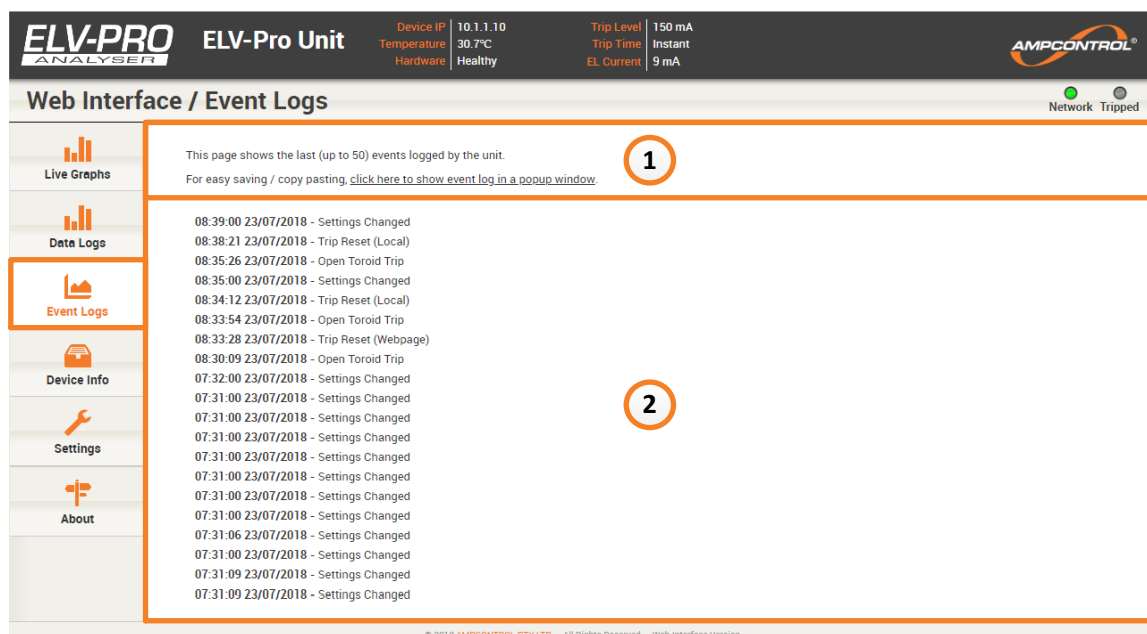 ELV-PRO
ANALYSER
ELV-Pro Unit
Device IP 10.1.1.10
Temperature 30.7°C
Hardware Healthy
Trip Level 150 mA
Trip Time Instant
EL Current 9 mA
AMPCONTROL®
Web Interface / Event Logs
Network Tripped
Live Graphs
Data Logs
Event Logs
Device Info
Settings
About
This page shows the last (up to 50) events logged by the unit.
For easy saving / copy pasting, click here to show event log in a popup window.
1
08:39:00 23/07/2018 - Settings Changed
08:38:21 23/07/2018 - Trip Reset (Local)
08:35:26 23/07/2018 - Open Toroid Trip
08:35:00 23/07/2018 - Settings Changed
08:34:12 23/07/2018 - Trip Reset (Local)
08:33:54 23/07/2018 - Open Toroid Trip
08:33:28 23/07/2018 - Trip Reset (Webpage)
08:30:09 23/07/2018 - Open Toroid Trip
07:32:00 23/07/2018 - Settings Changed
07:31:00 23/07/2018 - Settings Changed
07:31:00 23/07/2018 - Settings Changed
07:31:00 23/07/2018 - Settings Changed
07:31:00 23/07/2018 - Settings Changed
07:31:00 23/07/2018 - Settings Changed
07:31:00 23/07/2018 - Settings Changed
07:31:00 23/07/2018 - Settings Changed
07:31:06 23/07/2018 - Settings Changed
07:31:00 23/07/2018 - Settings Changed
07:31:09 23/07/2018 - Settings Changed
07:31:09 23/07/2018 - Settings Changed
2
AMPCONTROL PTY LTD All Rights Reserved Web Interface Version